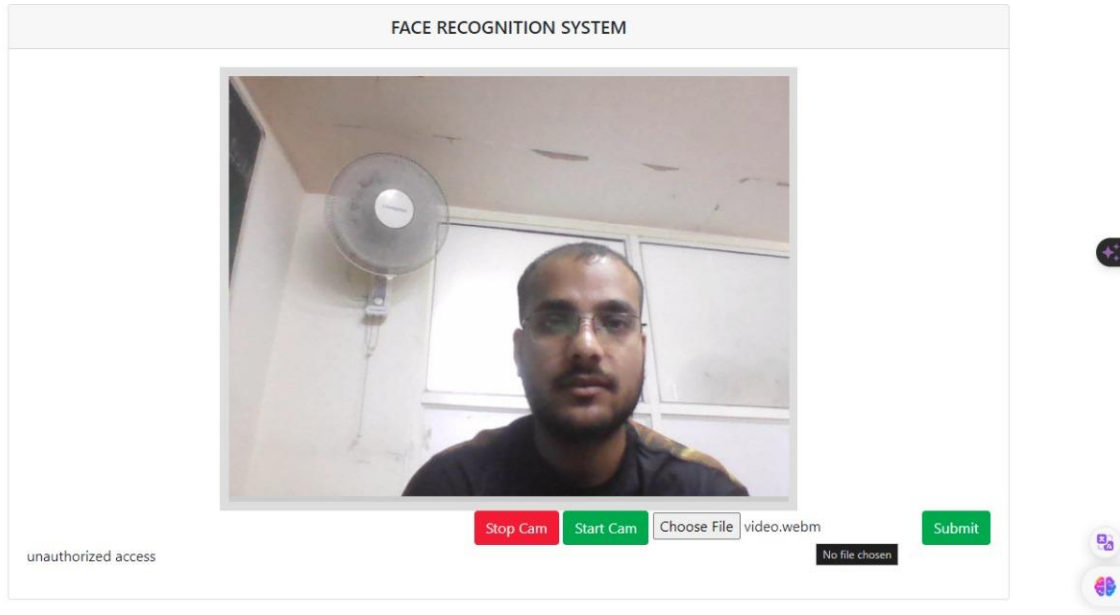 FACE RECOGNITION SYSTEM
Stop Cam Start Cam Choose File video.webm Submit
unauthorized access
No file chosen